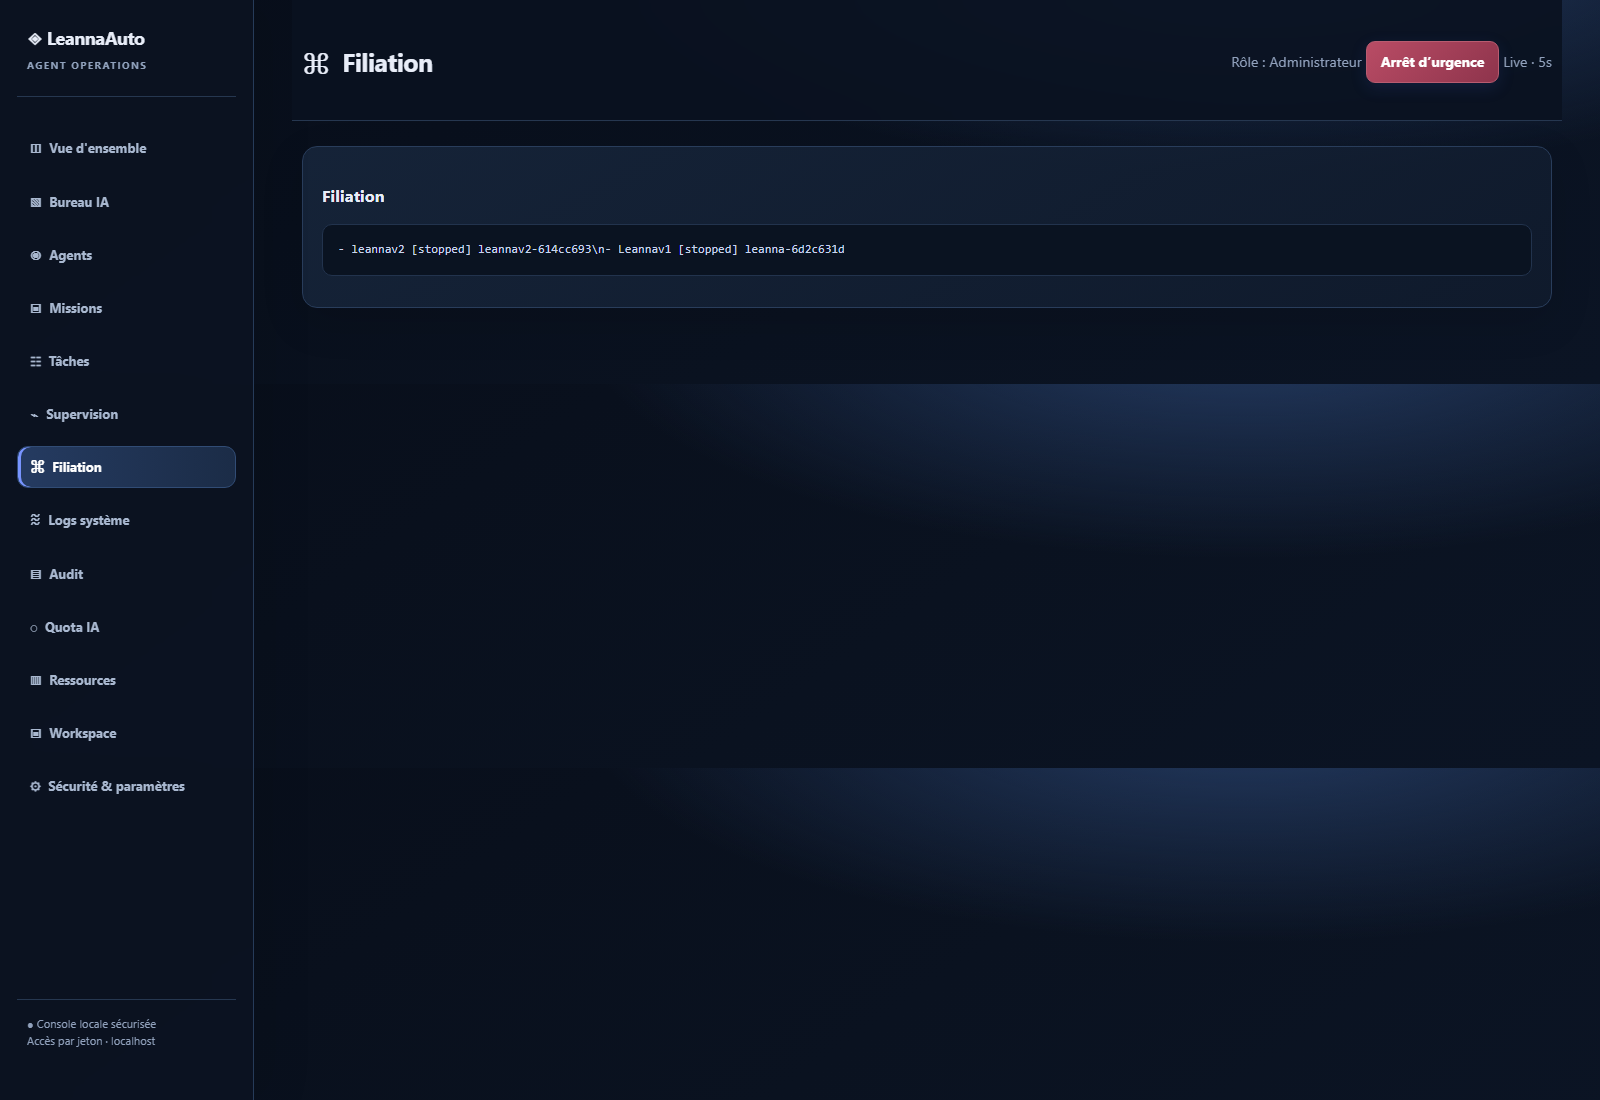 ◈ LeannaAuto
AGENT OPERATIONS
Vue d'ensemble
Bureau IA
Agents
Missions
Tâches
Supervision
⌘ Filiation
Logs système
Audit
Quota IA
Ressources
Workspace
⚙ Sécurité & paramètres
● Console locale sécurisée
Accès par jeton · localhost
⌘ Filiation
Rôle : Administrateur
Arrêt d’urgence
Live · 5s
Filiation
- leannav2 [stopped] leannav2-614cc693\n- Leannav1 [stopped] leanna-6d2c631d